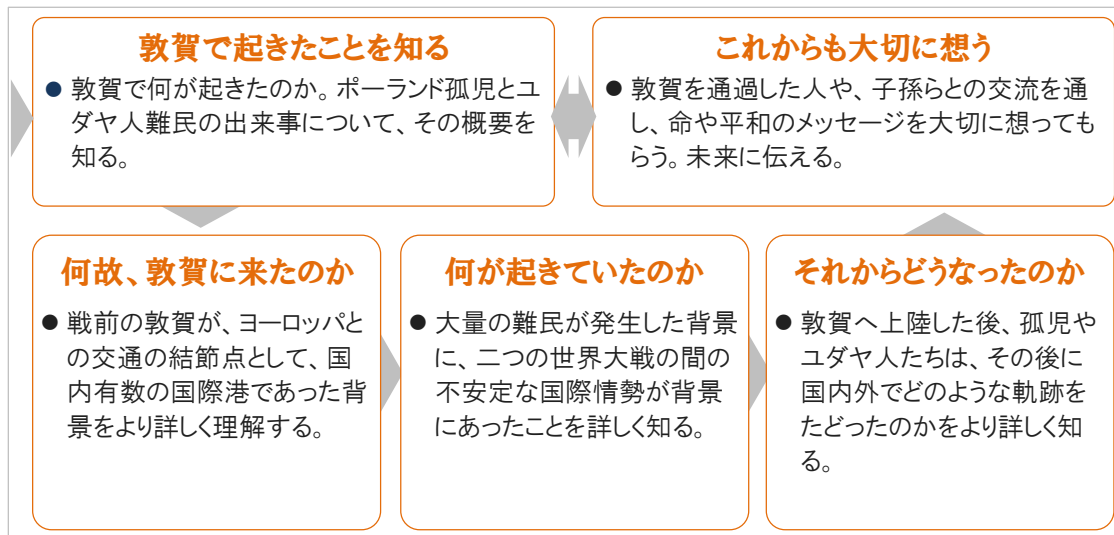 敦賀で起きたことを知る
● 敦賀で何が起きたのか。ポーランド孤児とユ
ダヤ人難民の出来事について、その概要を
知る。
これからも大切に想う
● 敦賀を通過した人や、子孫らとの交流を通
し、命や平和のメッセージを大切に想っても
らう。未来に伝える。
何故、敦賀に来たのか
● 戦前の敦賀が、ヨーロッパと
の交通の結節点として、国
内有数の国際港であった背
景をより詳しく理解する。
何が起きていたのか
● 大量の難民が発生した背景
に、二つの世界大戦の間の
不安定な国際情勢が背景
にあったことを詳しく知る。
それからどうなったのか
● 敦賀へ上陸した後、孤児や
ユダヤ人たちは、その後に
国内外でどのような軌跡を
たどったのかをより詳しく知
る。